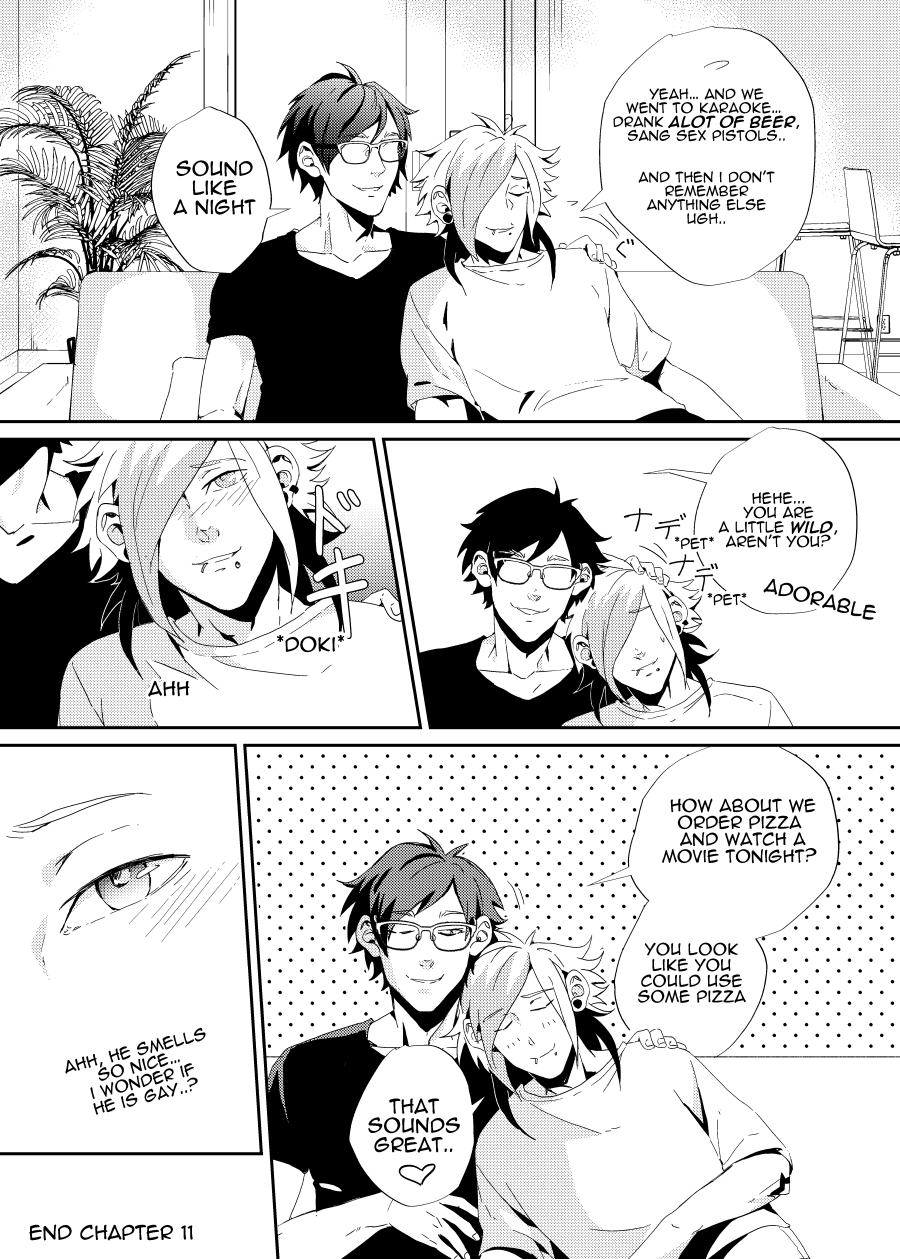 SOUND
LIKE
A NIGHT
YEAH... AND WE
WENT TO KARAOKE...
DRANK ALOT OF BEER,
SANG SEX PISTOLS..
AND THEN I DON'T
REMEMBER
ANYTHING ELSE
UGH..
ドキ
*DOKI*
AHH
HEHE...
YOU ARE
A LITTLE WILD,
AREN'T YOU?
ADORABLE
ナデ
*PET*
ナデ
*PET*
AHH, HE SMELLS
SO NICE...
I WONDER IF
HE IS GAY..?
HOW ABOUT WE
ORDER PIZZA
AND WATCH A
MOVIE TONIGHT?
YOU LOOK
LIKE YOU
COULD USE
SOME PIZZA
THAT
SOUNDS
GREAT..
♡
END CHAPTER 11